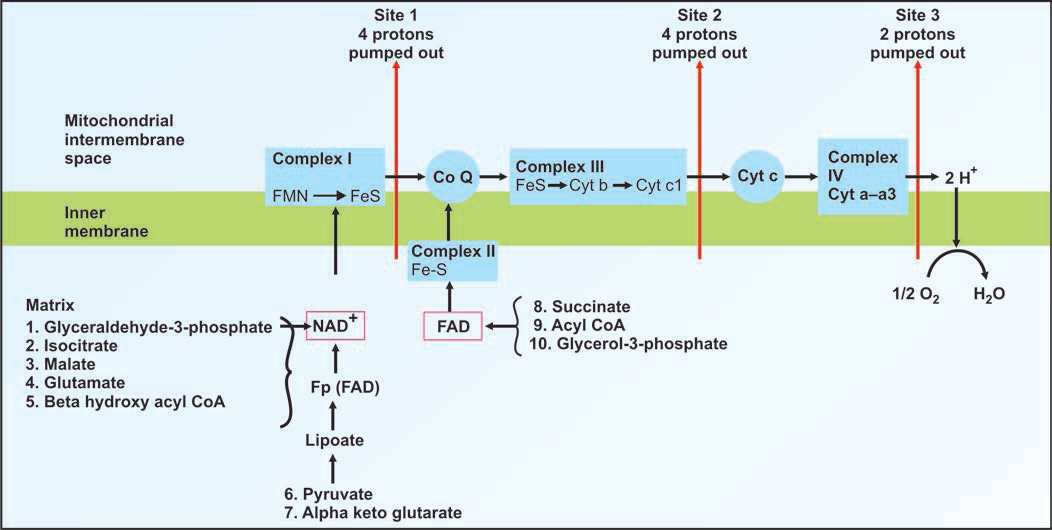 Site 1
4 protons
pumped out
Site 2
4 protons
pumped out
Site 3
2 protons
pumped out
Mitochondrial
intermembrane
space
Complex I
FMN → FeS
Co Q
Complex III
FeS → Cyt b → Cyt c1
Cyt c
Complex
IV
Cyt a–a3
2 H+
Inner
membrane
Complex II
Fe-S
1/2 O2
H2O
Matrix
1. Glyceraldehyde-3-phosphate
2. Isocitrate
3. Malate
4. Glutamate
5. Beta hydroxy acyl CoA
NAD+
FAD
8. Succinate
9. Acyl CoA
10. Glycerol-3-phosphate
Fp (FAD)
Lipoate
6. Pyruvate
7. Alpha keto glutarate